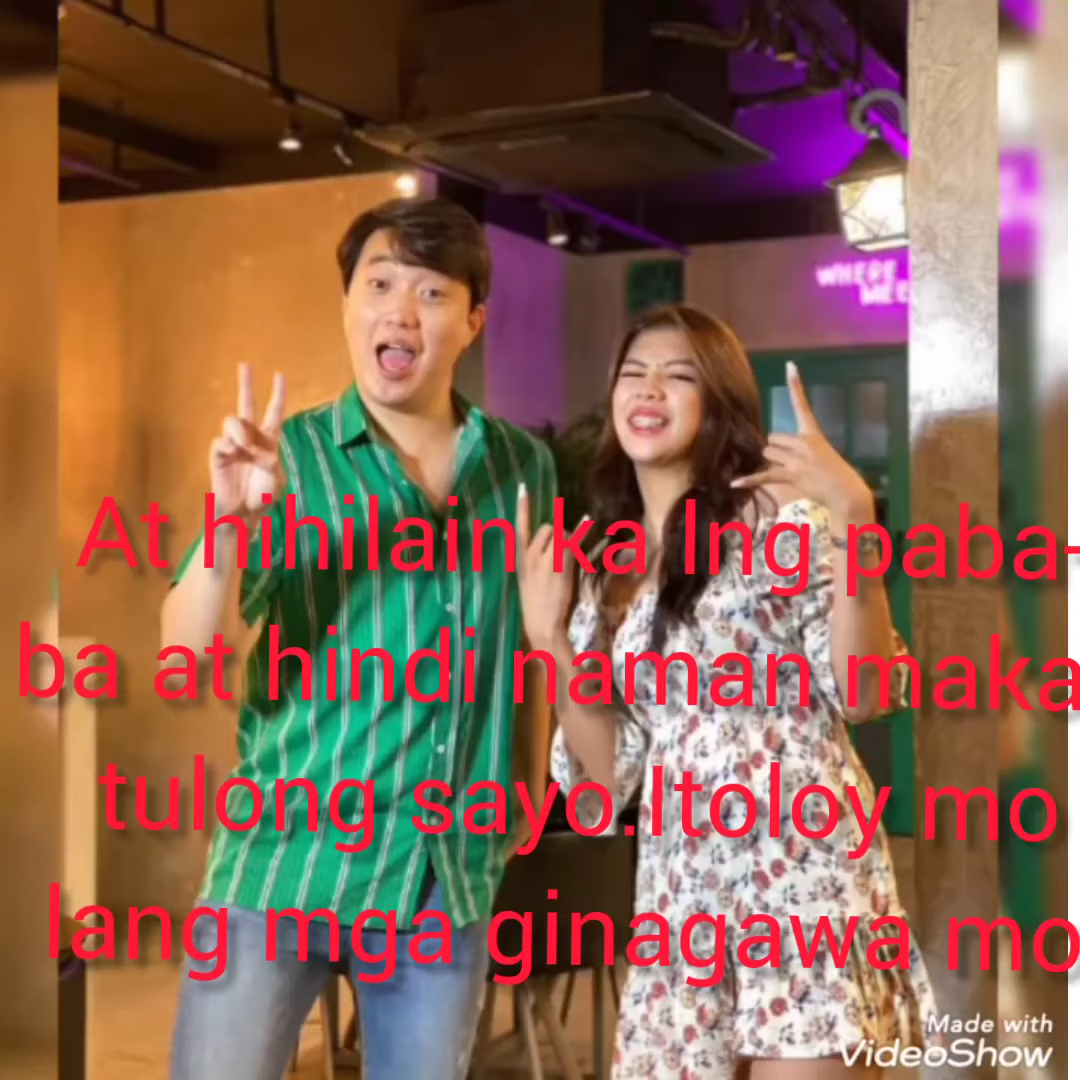 WHERE
At hihilain ka lng paba-
ba at hindi naman maka
tulong sayo.Itoloy mo
lang mga ginagawa mo
Made with
VideoShow